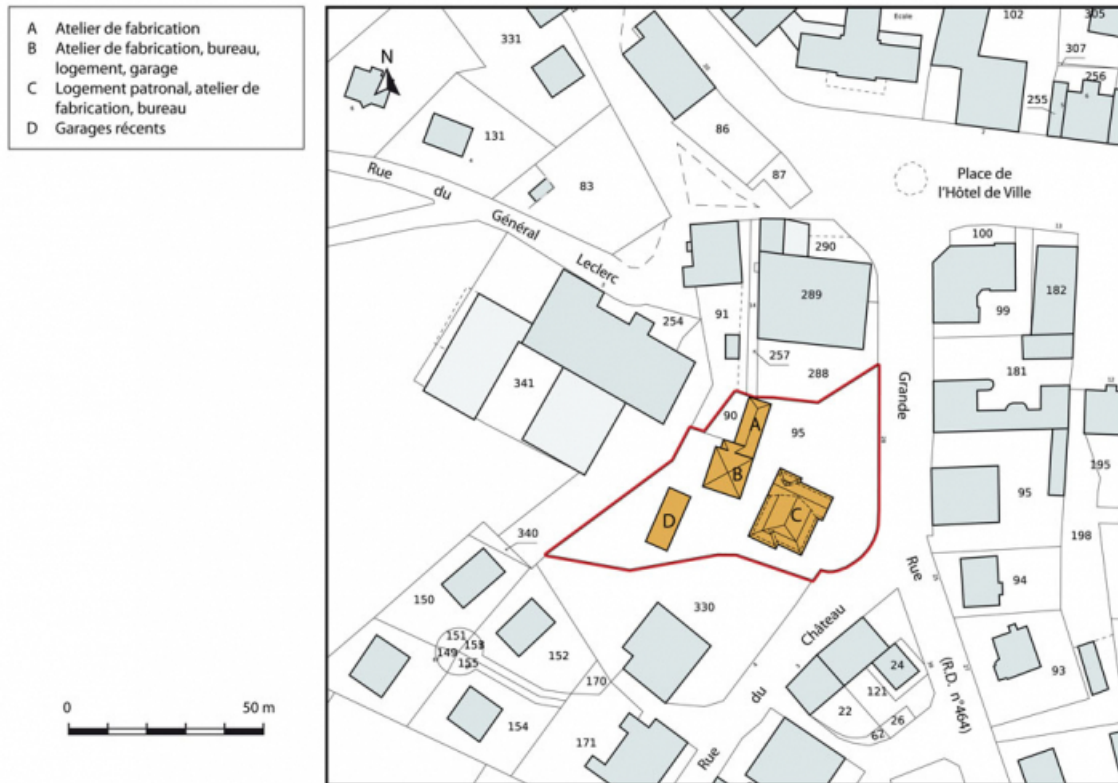 A Atelier de fabrication
B Atelier de fabrication, bureau,
logement, garage
C Logement patronal, atelier de
fabrication, bureau
D Garages récents
N
0 50 m
331
Ecole
102
305
307
256
255
131
86
87
83
Place de
l'Hôtel de Ville
Rue
du
Général
Leclerc
290
100
289
182
99
254
91
257
288
181
341
Grande
90
A
95
B
195
C
95
D
340
198
150
Rue
94
151
153
149
155
152
330
Château
170
24
93
121
154
22
26
62
(R.D. n°464)
du
171
Rue